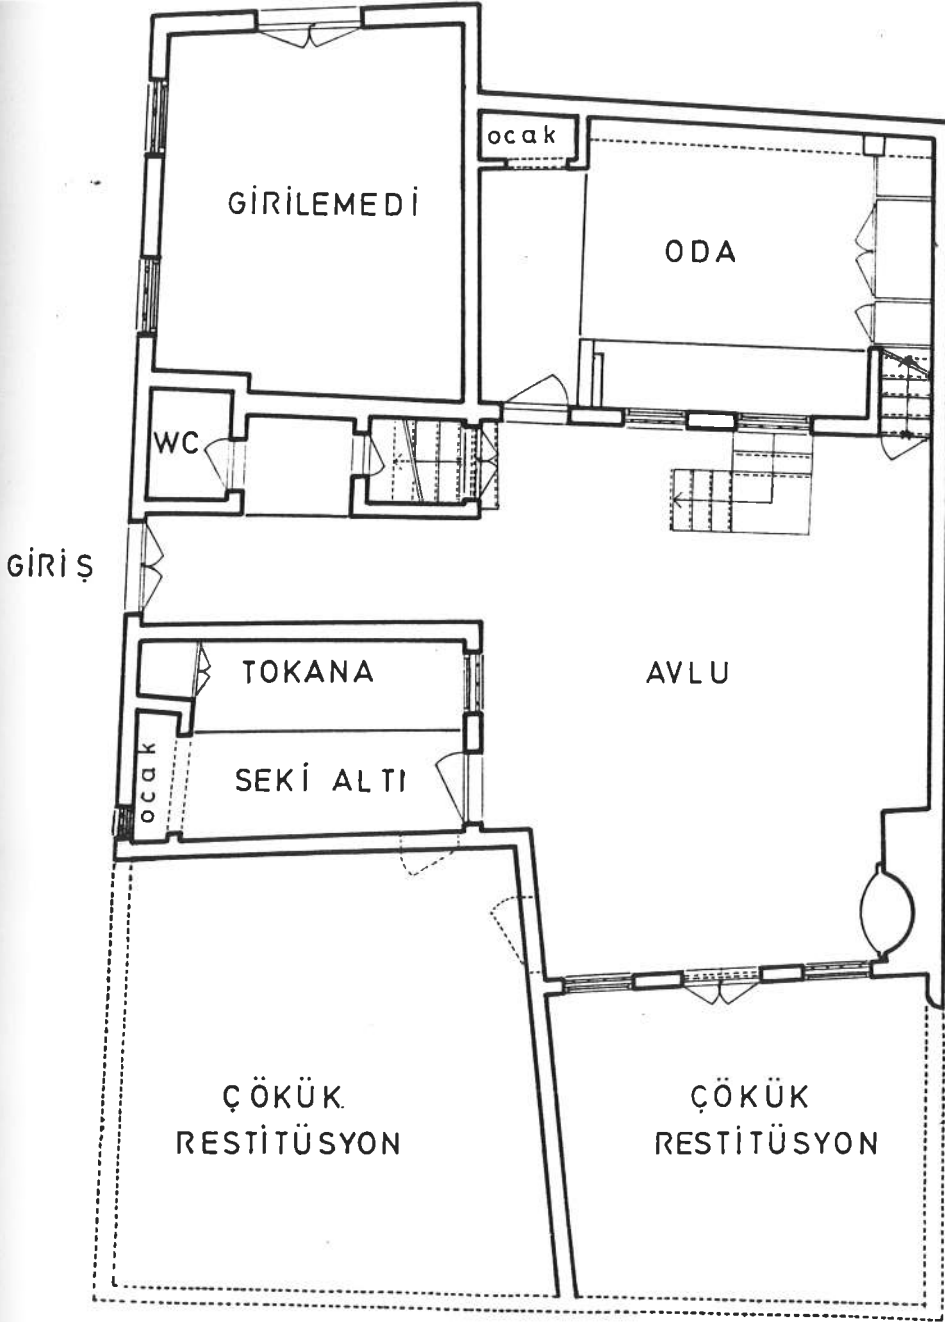 ocak
GİRİLEMEDİ
ODA
WC
GİRİŞ
TOKANA
AVLU
ocak
SEKİ ALTI
ÇÖKÜK
RESTİTÜSYON
ÇÖKÜK
RESTİTÜSYON